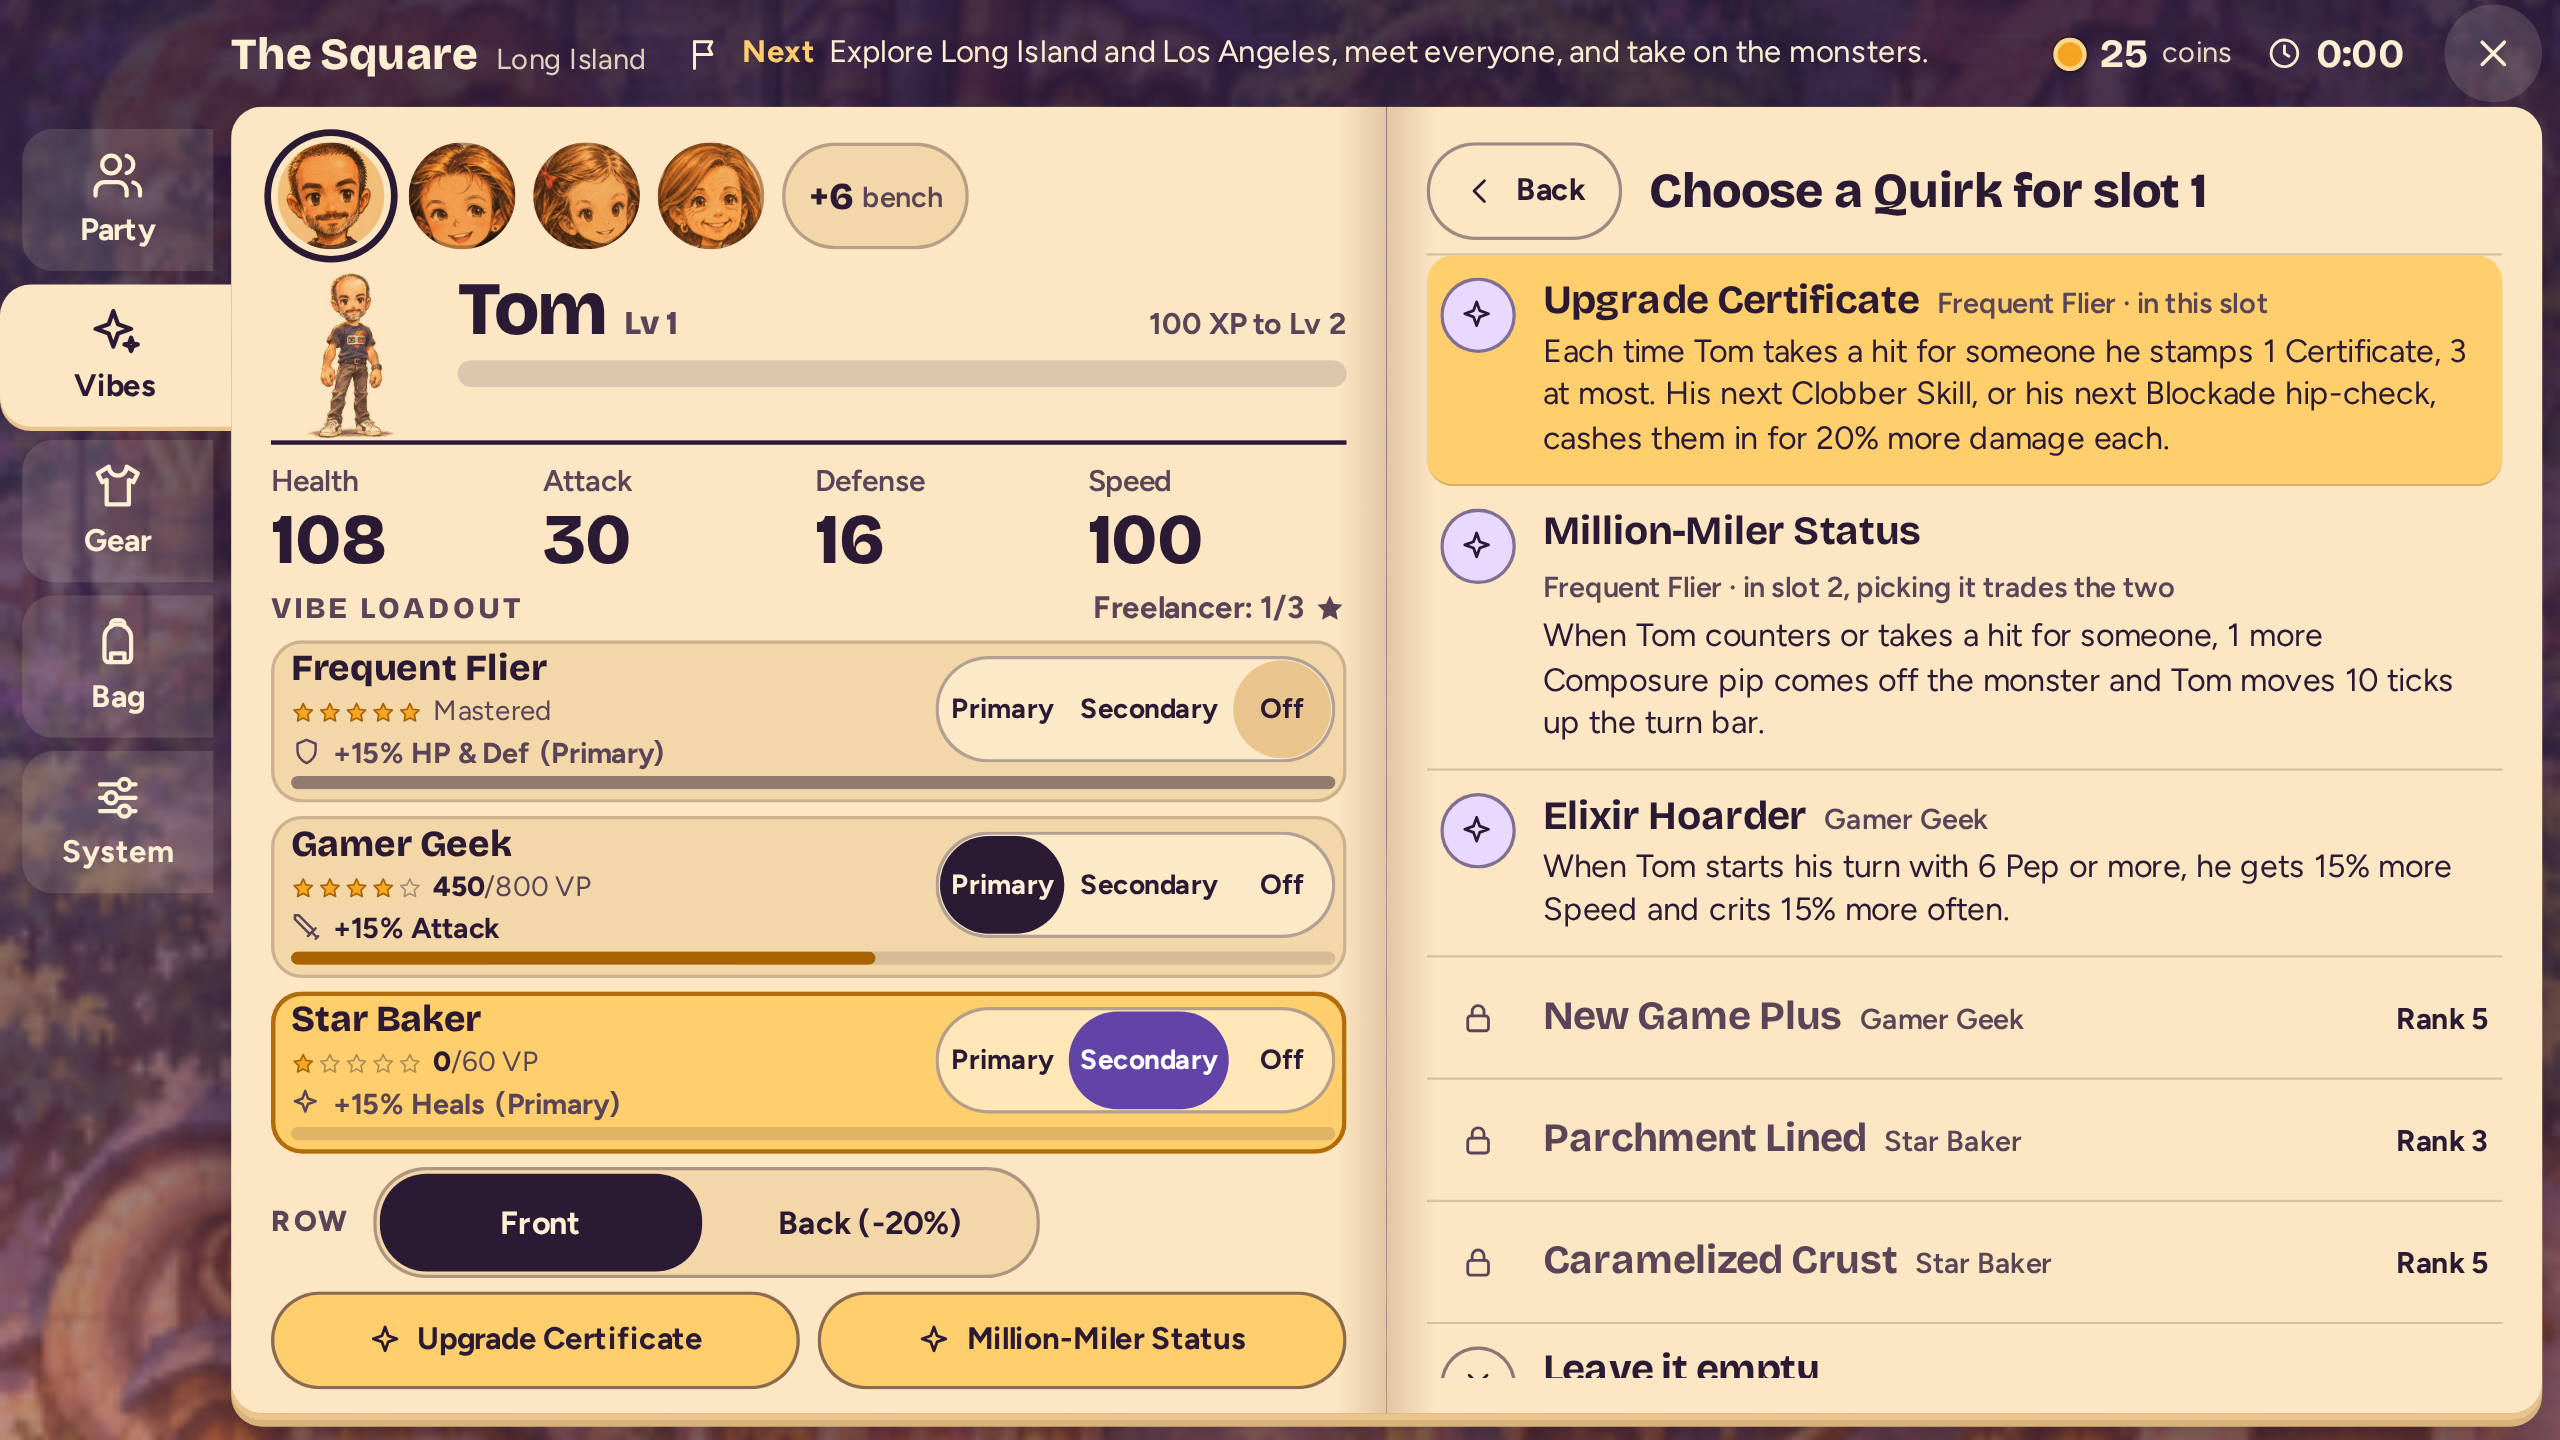 The Square Long Island Next Explore Long Island and Los Angeles, meet everyone, and take on the monsters. 25 coins 0:00
Party
Vibes
Gear
Bag
System
+6 bench
Tom Lv 1 100 XP to Lv 2
Health Attack Defense Speed
108 30 16 100
VIBE LOADOUT Freelancer: 1/3
Frequent Flier
Mastered
+15% HP & Def (Primary)
Primary Secondary Off
Gamer Geek
450/800 VP
+15% Attack
Primary Secondary Off
Star Baker
0/60 VP
+15% Heals (Primary)
Primary Secondary Off
ROW Front Back (-20%)
Upgrade Certificate Million-Miler Status
Back Choose a Quirk for slot 1
Upgrade Certificate Frequent Flier · in this slot
Each time Tom takes a hit for someone he stamps 1 Certificate, 3
at most. His next Clobber Skill, or his next Blockade hip-check,
cashes them in for 20% more damage each.
Million-Miler Status
Frequent Flier · in slot 2, picking it trades the two
When Tom counters or takes a hit for someone, 1 more
Composure pip comes off the monster and Tom moves 10 ticks
up the turn bar.
Elixir Hoarder Gamer Geek
When Tom starts his turn with 6 Pep or more, he gets 15% more
Speed and crits 15% more often.
New Game Plus Gamer Geek Rank 5
Parchment Lined Star Baker Rank 3
Caramelized Crust Star Baker Rank 5
Leave it empty